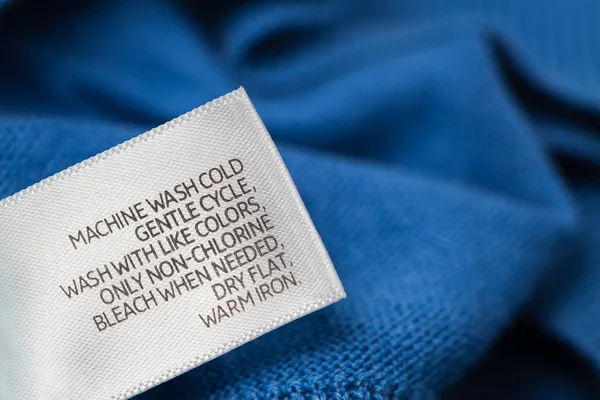 MACHINE WASH COLD
GENTLE CYCLE,
WASH WITH LIKE COLORS,
ONLY NON-CHLORINE
BLEACH WHEN NEEDED,
DRY FLAT,
WARM IRON.